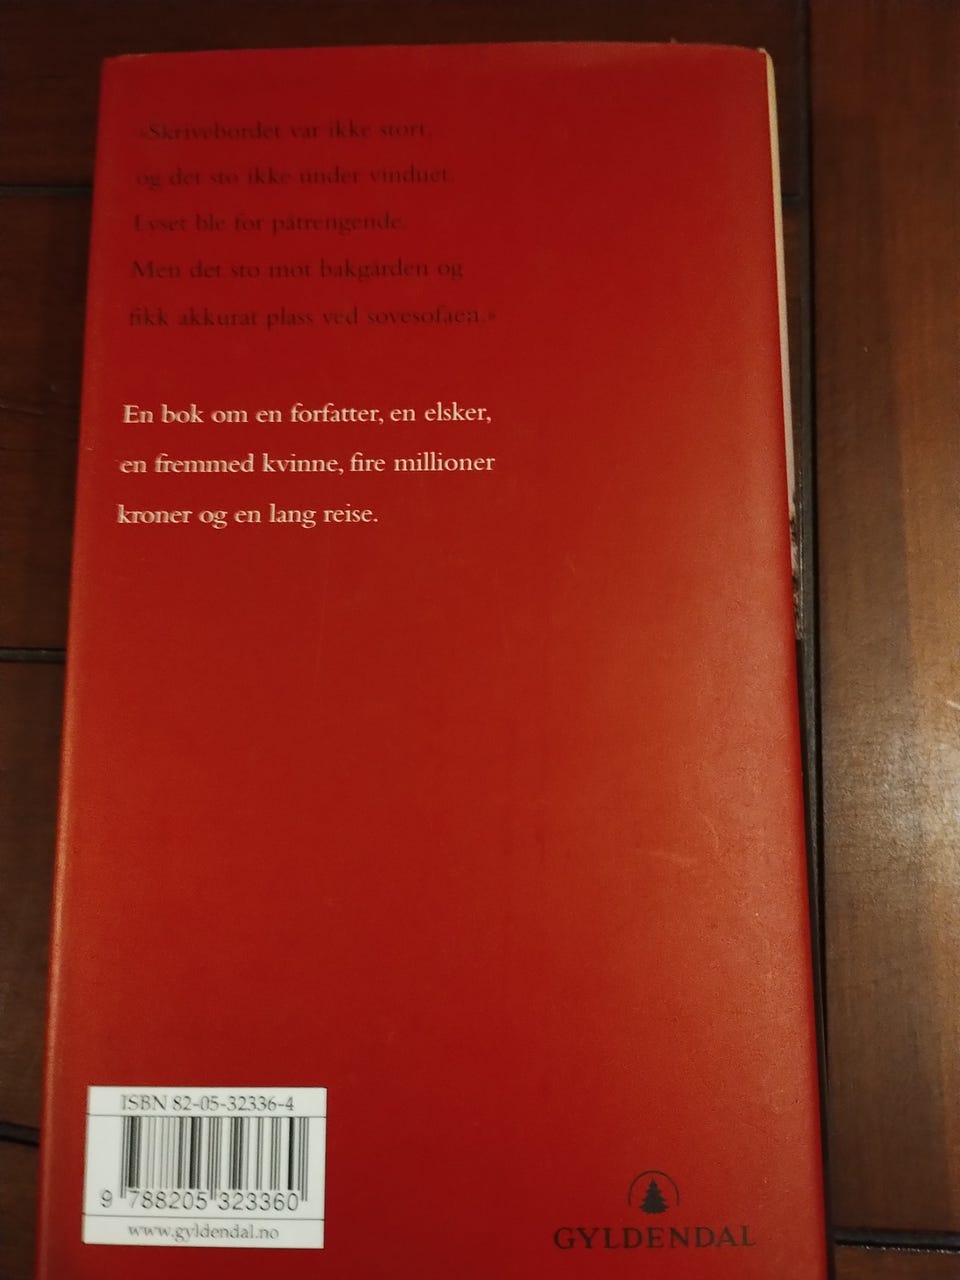 «Skrivebordet var ikke stort,
og det sto ikke under vinduet.
Lyset ble for påtrengende.
Men det sto mot bakgården og
fikk akkurat plass ved sovesofaen.»
En bok om en forfatter, en elsker,
en fremmed kvinne, fire millioner
kroner og en lang reise.
ISBN 82-05-32336-4
9 788205 323360
www.gyldendal.no
GYLDENDAL